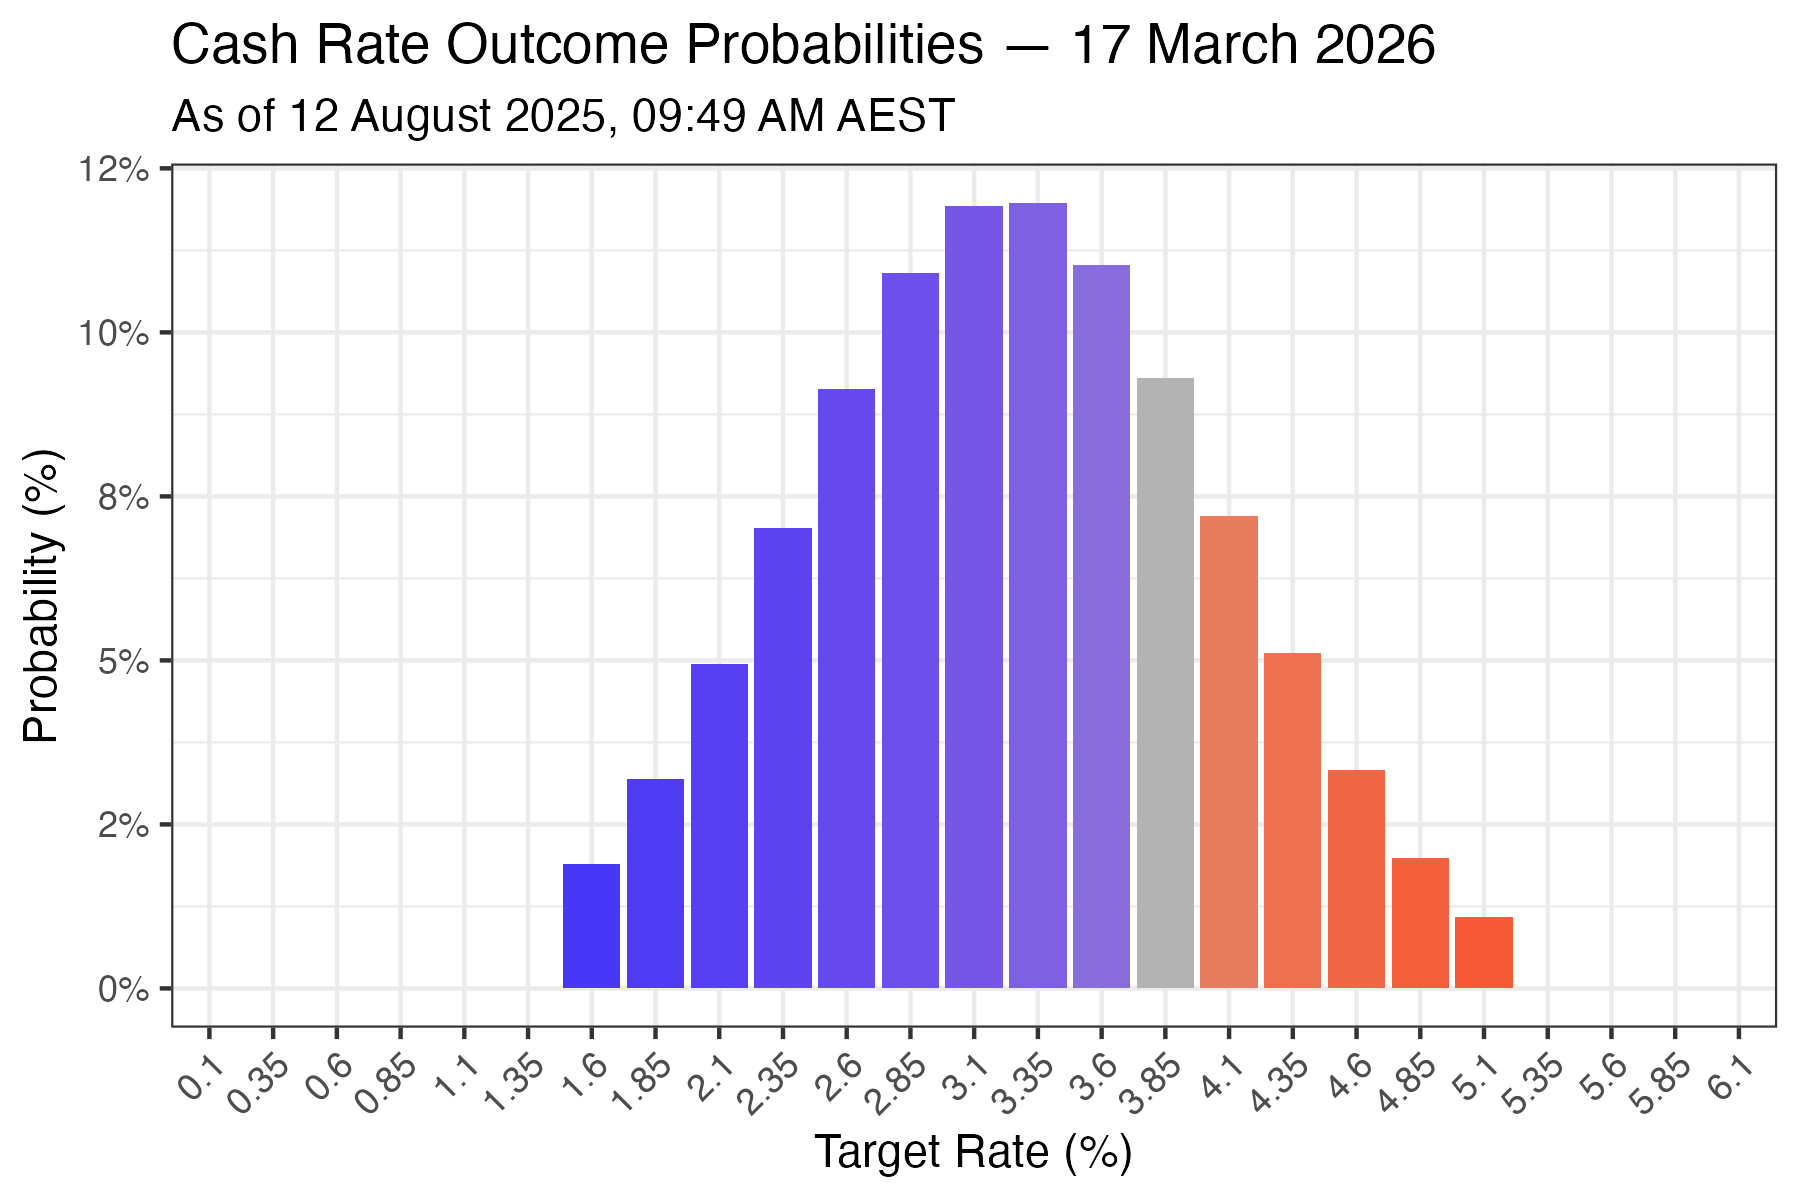 Cash Rate Outcome Probabilities — 17 March 2026
As of 12 August 2025, 09:49 AM AEST
12%
10%
8%
5%
2%
0%
Probability (%)
0.1 0.35 0.6 0.85 1.1 1.35 1.6 1.85 2.1 2.35 2.6 2.85 3.1 3.35 3.6 3.85 4.1 4.35 4.6 4.85 5.1 5.35 5.6 5.85 6.1
Target Rate (%)